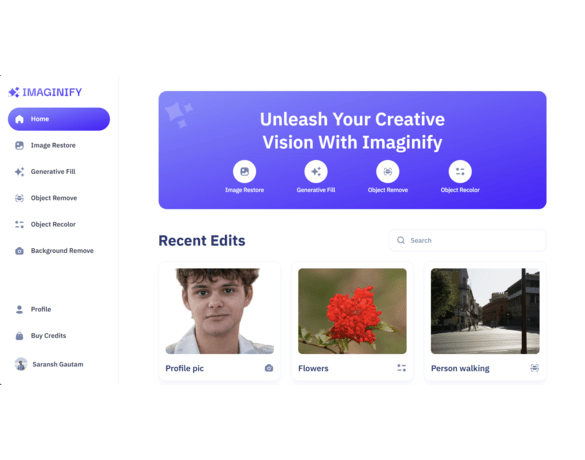 IMAGINIFY
Home
Image Restore
Generative Fill
Object Remove
Object Recolor
Background Remove
Profile
Buy Credits
Saransh Gautam
Unleash Your Creative
Vision With Imaginify
Image Restore
Generative Fill
Object Remove
Object Recolor
Recent Edits
Search
Profile pic
Flowers
Person walking